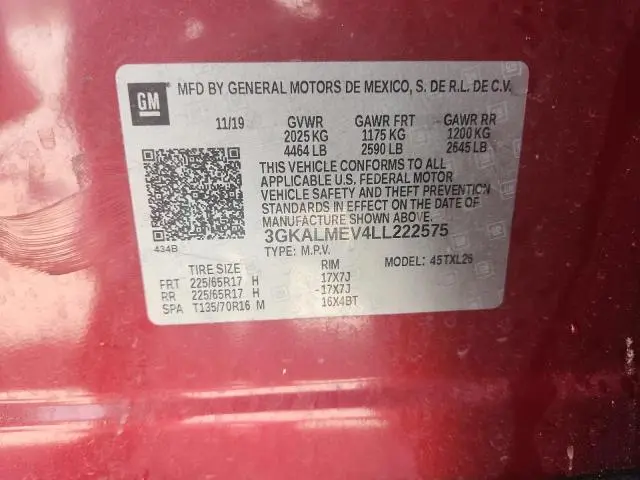 GM
MFD BY GENERAL MOTORS DE MEXICO, S. DE R.L. DE C.V.
11/19 GVWR GAWR FRT GAWR RR
2025 KG 1175 KG 1200 KG
4464 LB 2590 LB 2645 LB
THIS VEHICLE CONFORMS TO ALL
APPLICABLE U.S. FEDERAL MOTOR
VEHICLE SAFETY AND THEFT PREVENTION
STANDARDS IN EFFECT ON THE DATE OF
MANUFACTURE SHOWN ABOVE.
434B 3GKALMEV4LL222575
TYPE: M.P.V. MODEL: 45TXL26
TIRE SIZE RIM
FRT 225/65R17 H 17X7J
RR 225/65R17 H 17X7J
SPA T135/70R16 M 16X4BT